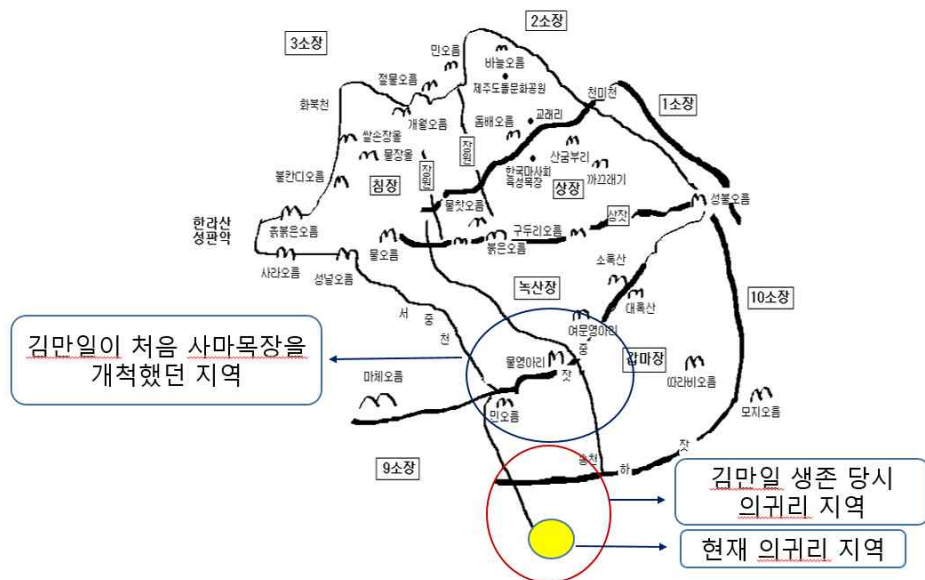 2소장
3소장
민오름
바늘오름
절물오름
제주도돌문화공원
천미천
1소장
화북천
개월오름
돔배오름
교래리
쌀손장올
물장올
장원
장원
산굼부리
한국마사회
육성목장
까끄래기
불칸디오름
침장
상장
성불오름
물찻오름
상잣
한라산
성판악
흙붉은오름
구두리오름
물오름
붉은오름
사라오름
성널오름
소록산
녹산장
대록산
10소장
서중천
여문영아리
김만일이 처음 사마목장을
개척했던 지역
중
물영아리
잣
갑마장
마체오름
따라비오름
민오름
모지오름
9소장
송천
하
잣
김만일 생존 당시
의귀리 지역
현재 의귀리 지역